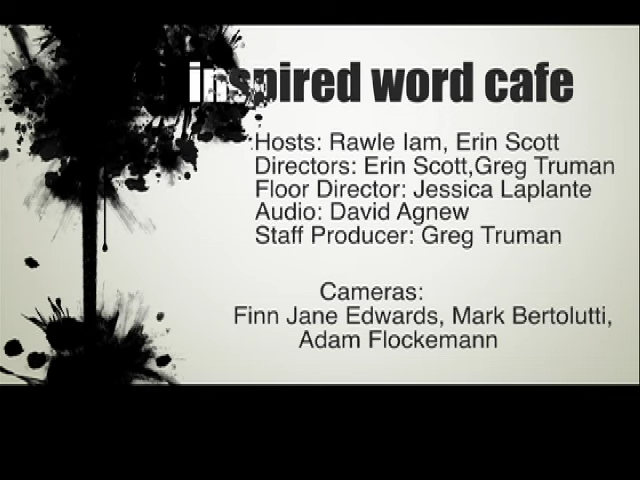 inspired word cafe
Hosts: Rawle Iam, Erin Scott
Directors: Erin Scott,Greg Truman
Floor Director: Jessica Laplante
Audio: David Agnew
Staff Producer: Greg Truman
Cameras:
Finn Jane Edwards, Mark Bertolutti,
Adam Flockemann